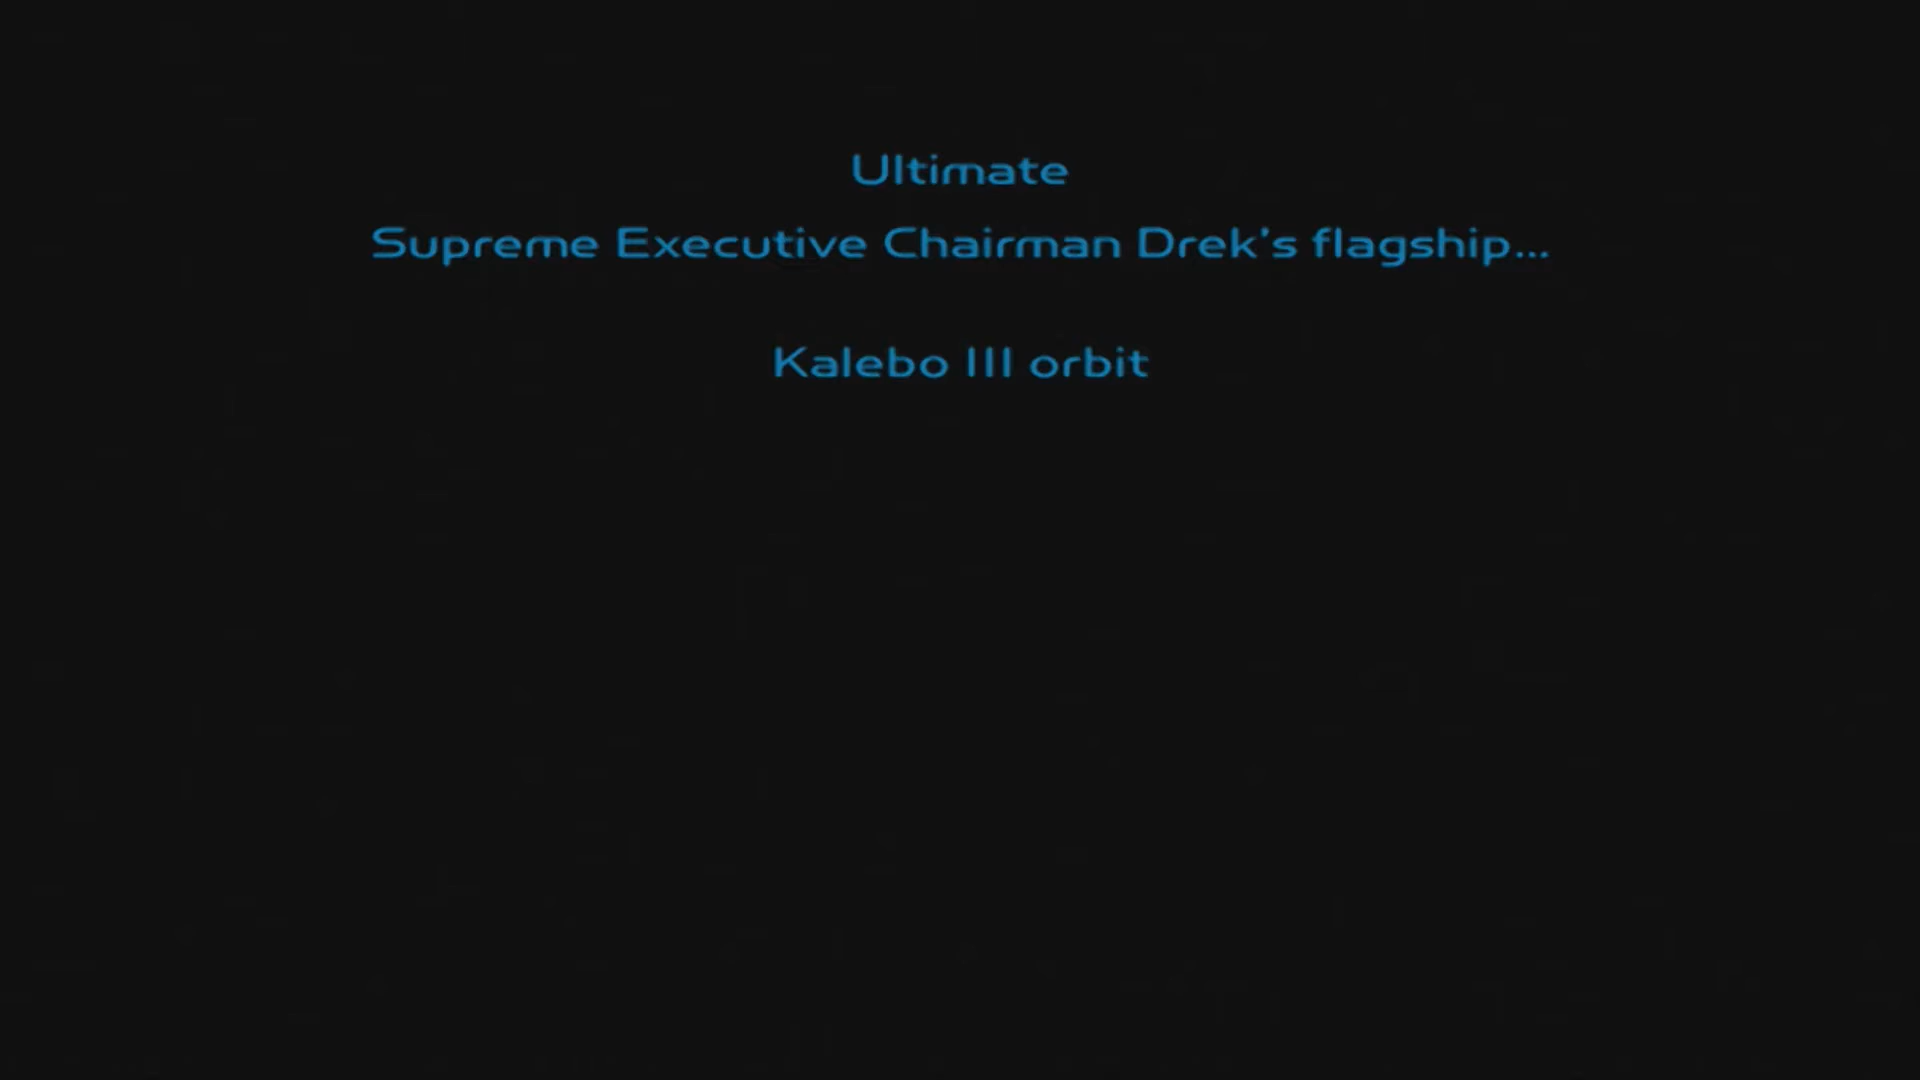 Ultimate
Supreme Executive Chairman Drek's flagship...
Kalebo III orbit